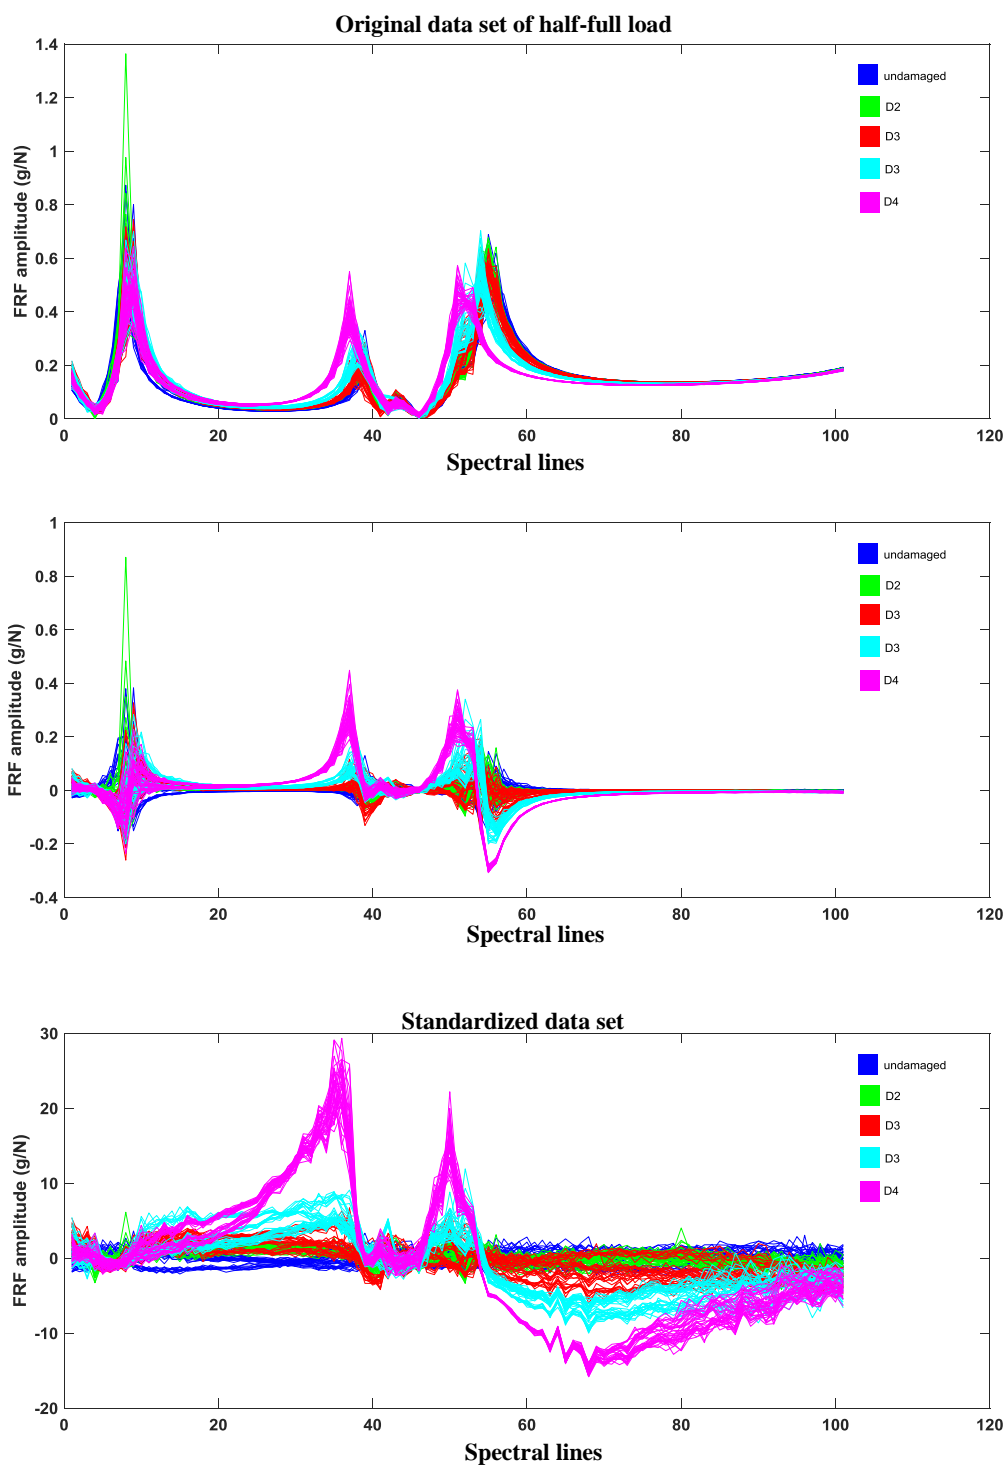 Original data set of half-full load
1.4
1.2
1
0.8
0.6
0.4
0.2
0
FRF amplitude (g/N)
undamaged
D2
D3
D3
D4
0 20 40 60 80 100 120
Spectral lines
1
0.8
0.6
0.4
0.2
0
-0.2
-0.4
FRF amplitude (g/N)
undamaged
D2
D3
D3
D4
0 20 40 60 80 100 120
Spectral lines
Standardized data set
30
20
10
0
-10
-20
FRF amplitude (g/N)
undamaged
D2
D3
D3
D4
0 20 40 60 80 100 120
Spectral lines